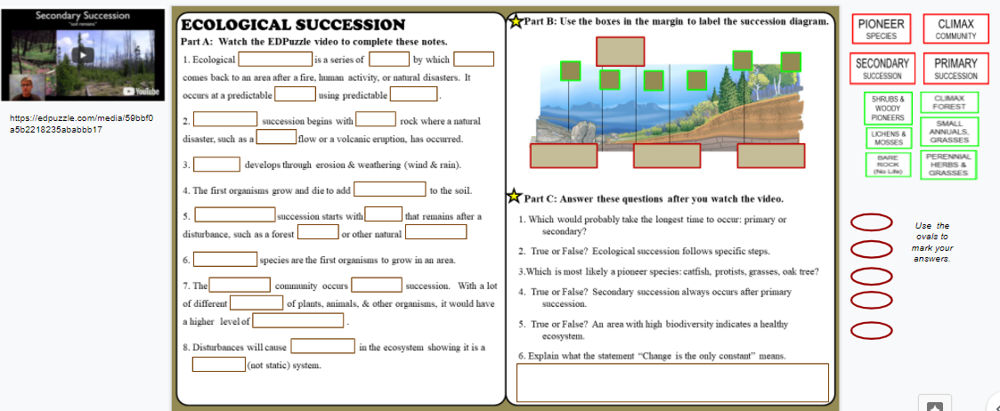 Secondary Succession
"soil remains"
YouTube
https://edpuzzle.com/media/59bbf0
a5b2218235ababbb17
ECOLOGICAL SUCCESSION
Part A: Watch the EDPuzzle video to complete these notes.
1. Ecological is a series of by which
comes back to an area after a fire, human activity, or natural disasters. It
occurs at a predictable using predictable .
2. succession begins with rock where a natural
disaster, such as a flow or a volcanic eruption, has occurred.
3. develops through erosion & weathering (wind & rain).
4. The first organisms grow and die to add to the soil.
5. succession starts with that remains after a
disturbance, such as a forest or other natural
6. species are the first organisms to grow in an area.
7. The community occurs succession. With a lot
of different of plants, animals, & other organisms, it would have
a higher level of .
8. Disturbances will cause in the ecosystem showing it is a
(not static) system.
Part B: Use the boxes in the margin to label the succession diagram.
Part C: Answer these questions after you watch the video.
1. Which would probably take the longest time to occur: primary or
secondary?
2. True or False? Ecological succession follows specific steps.
3.Which is most likely a pioneer species: catfish, protists, grasses, oak tree?
4. True or False? Secondary succession always occurs after primary
succession.
5. True or False? An area with high biodiversity indicates a healthy
ecosystem.
6. Explain what the statement “Change is the only constant” means.
PIONEER
SPECIES
CLIMAX
COMMUNITY
SECONDARY
SUCCESSION
PRIMARY
SUCCESSION
SHRUBS &
WOODY
PIONEERS
CLIMAX
FOREST
LICHENS &
MOSSES
SMALL
ANNUALS,
GRASSES
BARE
ROCK
(No Life)
PERENNIAL
HERBS &
GRASSES
Use the
ovals to
mark your
answers.